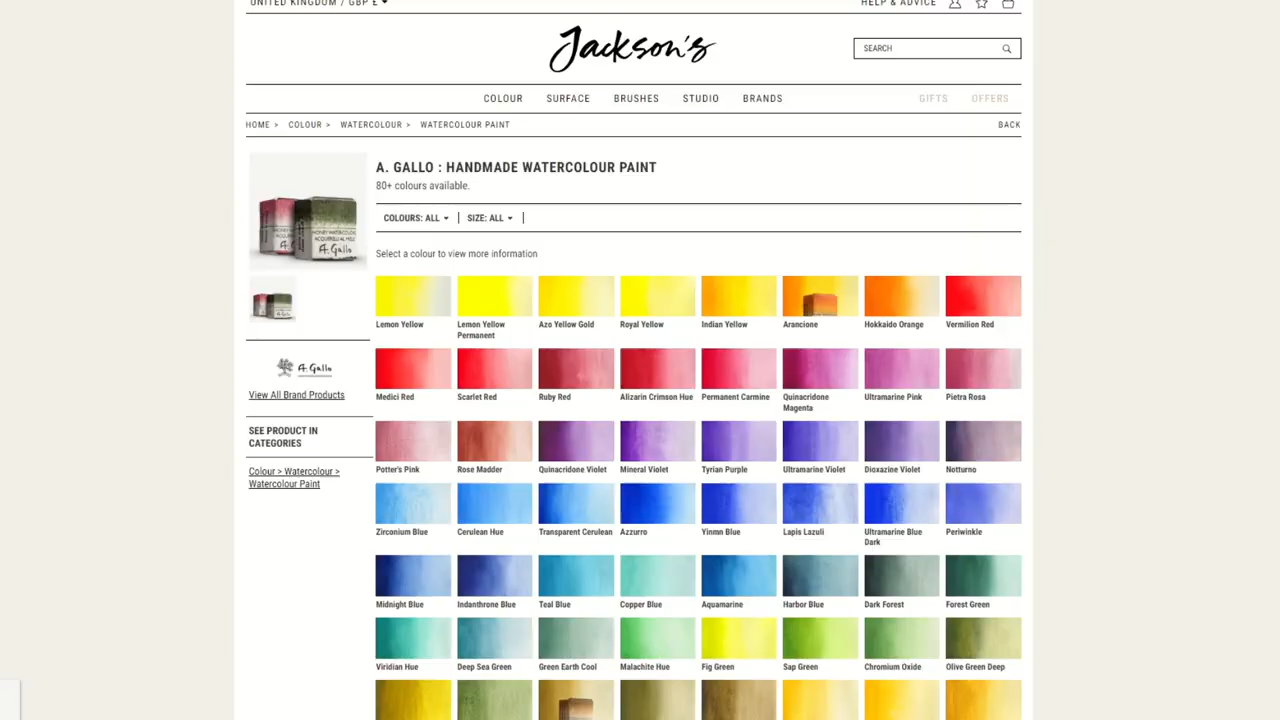 UNITED KINGDOM / GBP £
HELP & ADVICE
Jackson's
SEARCH
COLOUR SURFACE BRUSHES STUDIO BRANDS GIFTS OFFERS
HOME > COLOUR > WATERCOLOUR > WATERCOLOUR PAINT BACK
A. GALLO : HANDMADE WATERCOLOUR PAINT
80+ colours available.
COLOURS: ALL SIZE: ALL
Select a colour to view more information
HONEY WATERCOLOR
ACQUERELLI AL MIELE
A. Gallo
A. Gallo
View All Brand Products
SEE PRODUCT IN
CATEGORIES
Colour > Watercolour >
Watercolour Paint
Lemon Yellow
Lemon Yellow
Permanent
Azo Yellow Gold
Royal Yellow
Indian Yellow
Arancione
Hokkaido Orange
Vermilion Red
Medici Red
Scarlet Red
Ruby Red
Alizarin Crimson Hue
Permanent Carmine
Quinacridone
Magenta
Ultramarine Pink
Pietra Rosa
Potter's Pink
Rose Madder
Quinacridone Violet
Mineral Violet
Tyrian Purple
Ultramarine Violet
Dioxazine Violet
Notturno
Zirconium Blue
Cerulean Hue
Transparent Cerulean
Azzurro
Yinmn Blue
Lapis Lazuli
Ultramarine Blue
Dark
Periwinkle
Midnight Blue
Indanthrone Blue
Teal Blue
Copper Blue
Aquamarine
Harbor Blue
Dark Forest
Forest Green
Viridian Hue
Deep Sea Green
Green Earth Cool
Malachite Hue
Fig Green
Sap Green
Chromium Oxide
Olive Green Deep